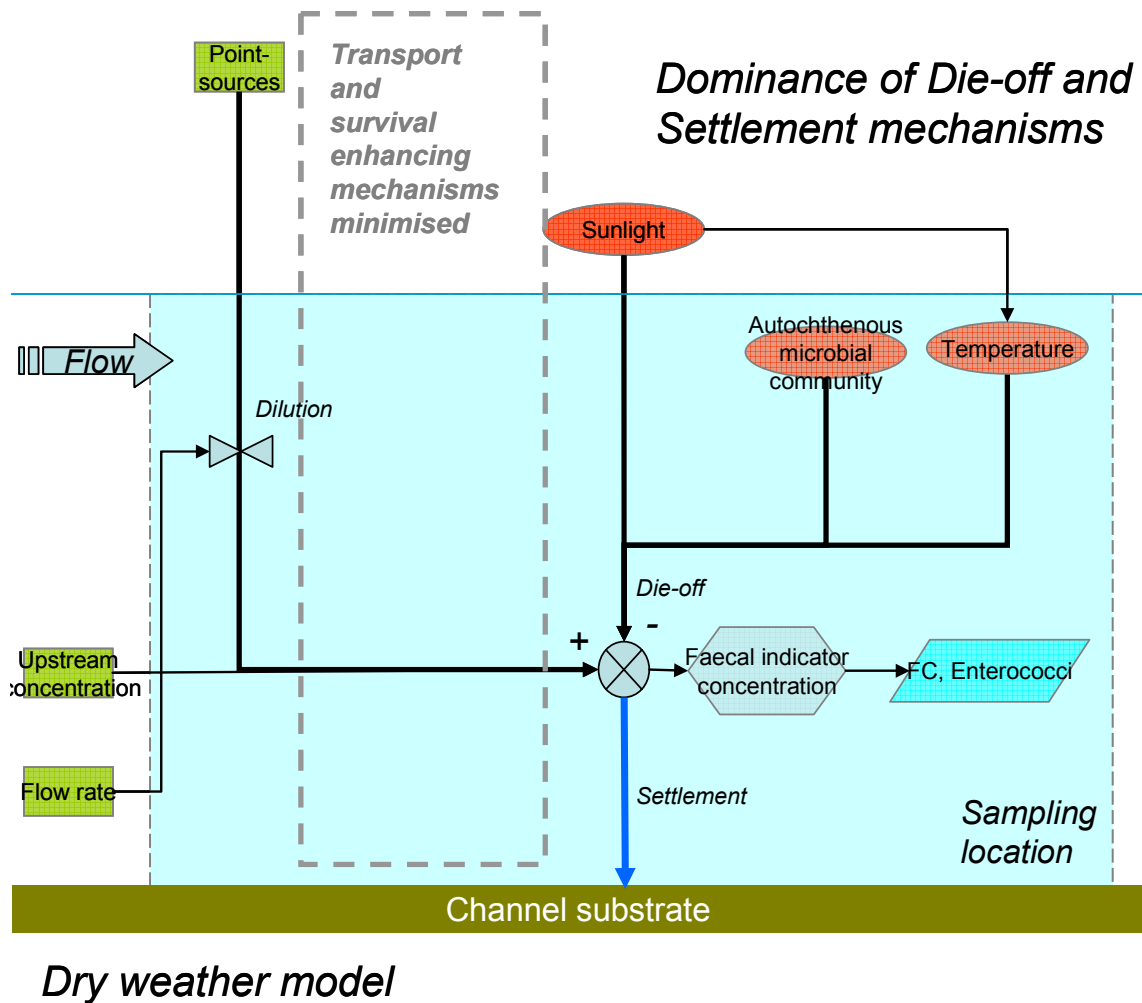 Point-
sources
Transport
and
survival
enhancing
mechanisms
minimised
Dominance of Die-off and
Settlement mechanisms
Sunlight
Autochthenous
microbial
community
Temperature
Flow
Dilution
Die-off
+
-
Upstream
concentration
Faecal indicator
concentration
FC, Enterococci
Flow rate
Settlement
Sampling
location
Channel substrate
Dry weather model